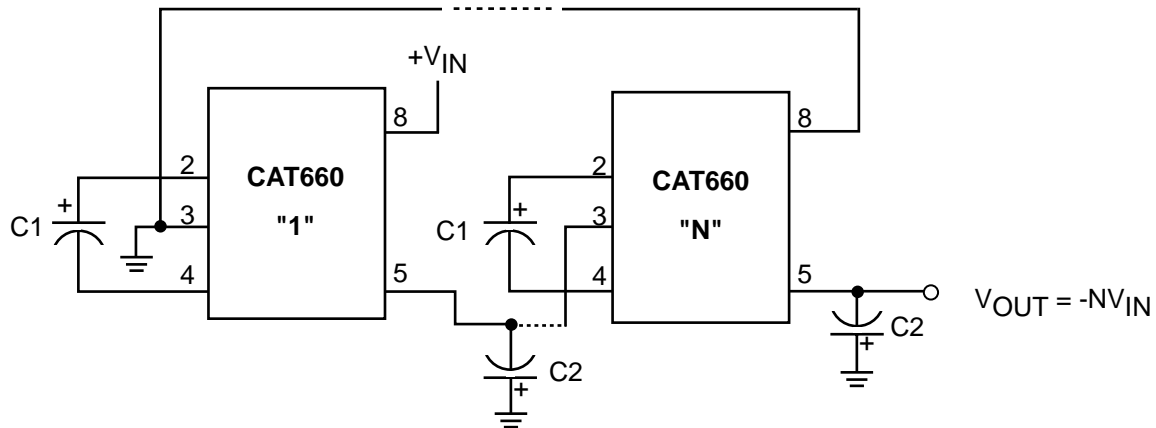 +VIN
8
8
2
CAT660
2
CAT660
+
+
C1
3
"1"
C1
3
"N"
4
5
4
5
VOUT = -NVIN
C2
+
C2
+